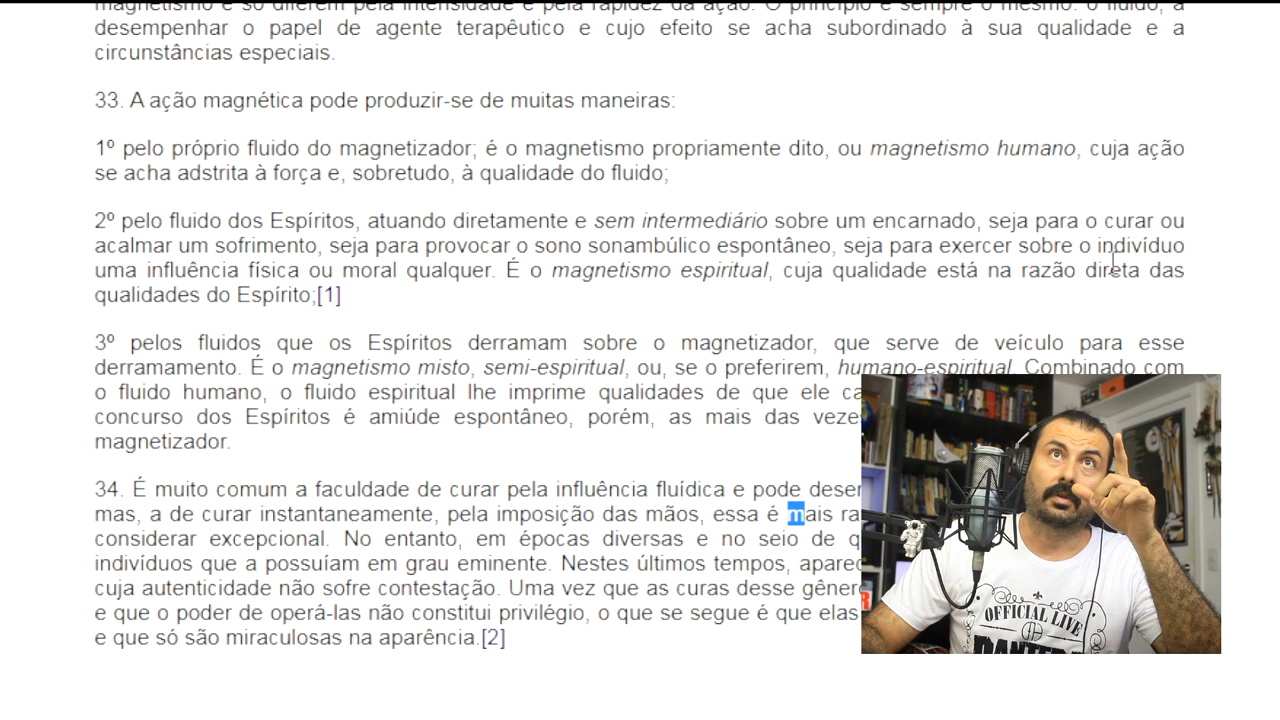 magnetismo e só diferem pela intensidade e pela rapidez da ação. O princípio é sempre o mesmo: o fluido, a
desempenhar o papel de agente terapêutico e cujo efeito se acha subordinado à sua qualidade e a
circunstâncias especiais.
33. A ação magnética pode produzir-se de muitas maneiras:
1º pelo próprio fluido do magnetizador; é o magnetismo propriamente dito, ou magnetismo humano, cuja ação
se acha adstrita à força e, sobretudo, à qualidade do fluido;
2º pelo fluido dos Espíritos, atuando diretamente e sem intermediário sobre um encarnado, seja para o curar ou
acalmar um sofrimento, seja para provocar o sono sonambúlico espontâneo, seja para exercer sobre o indivíduo
uma influência física ou moral qualquer. É o magnetismo espiritual, cuja qualidade está na razão direta das
qualidades do Espírito;[1]
3º pelos fluidos que os Espíritos derramam sobre o magnetizador, que serve de veículo para esse
derramamento. É o magnetismo misto, semi-espiritual, ou, se o preferirem, humano-espiritual. Combinado com
o fluido humano, o fluido espiritual lhe imprime qualidades de que ele ca
concurso dos Espíritos é amiúde espontâneo, porém, as mais das veze
magnetizador.
34. É muito comum a faculdade de curar pela influência fluídica e pode deser
mas, a de curar instantaneamente, pela imposição das mãos, essa é mais ra
considerar excepcional. No entanto, em épocas diversas e no seio de q
indivíduos que a possuíam em grau eminente. Nestes últimos tempos, apared
cuja autenticidade não sofre contestação. Uma vez que as curas desse gêner
e que o poder de operá-las não constitui privilégio, o que se segue é que elas
e que só são miraculosas na aparência.[2]
OFFICIAL LIVE
PANTERA